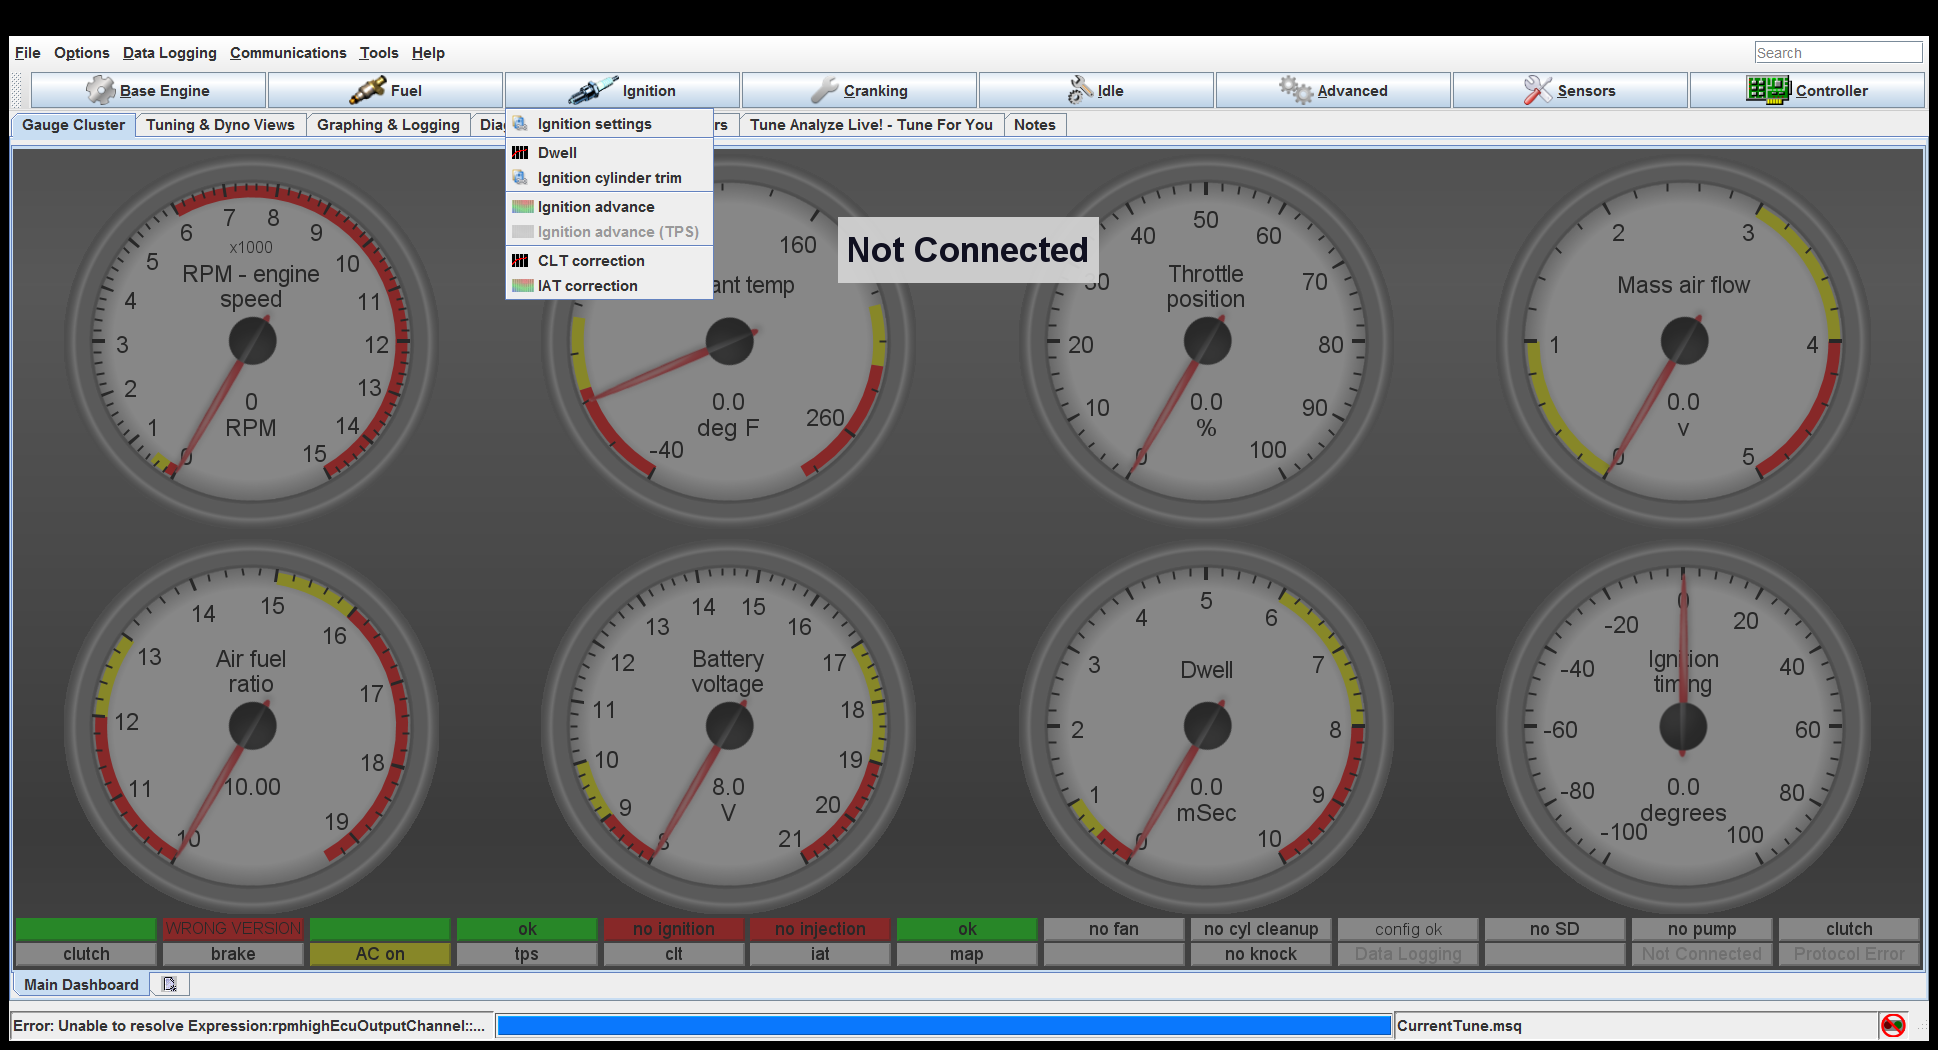 File Options Data Logging Communications Tools Help Search
Base Engine Fuel Ignition Cranking Idle Advanced Sensors Controller
Gauge Cluster Tuning & Dyno Views Graphing & Logging Tune Analyze Live! - Tune For You Notes
Ignition settings
Dwell
Ignition cylinder trim
Ignition advance
Ignition advance (TPS)
CLT correction
IAT correction
Not Connected
0 1 2 3 4 5 6 7 8 9 10 11 12 13 14 15
x1000
RPM - engine
speed
0
RPM
-40 160 260
temp
0.0
deg F
0 10 20 30 40 50 60 70 80 90 100
Throttle
position
0.0
%
0 1 2 3 4 5
Mass air flow
0.0
v
10 11 12 13 14 15 16 17 18 19
Air fuel
ratio
10.00
8 9 10 11 12 13 14 15 16 17 18 19 20 21
Battery
voltage
8.0
V
0 1 2 3 4 5 6 7 8 9 10
Dwell
0.0
mSec
-100 -80 -60 -40 -20 0 20 40 60 80 100
Ignition
timing
0.0
degrees
WRONG VERSION ok no ignition no injection ok no fan no cyl cleanup config ok no SD no pump clutch
clutch brake AC on tps clt iat map no knock Data Logging Not Connected Protocol Error
Main Dashboard
Error: Unable to resolve Expression:rpmhighEcuOutputChannel::... CurrentTune.msq